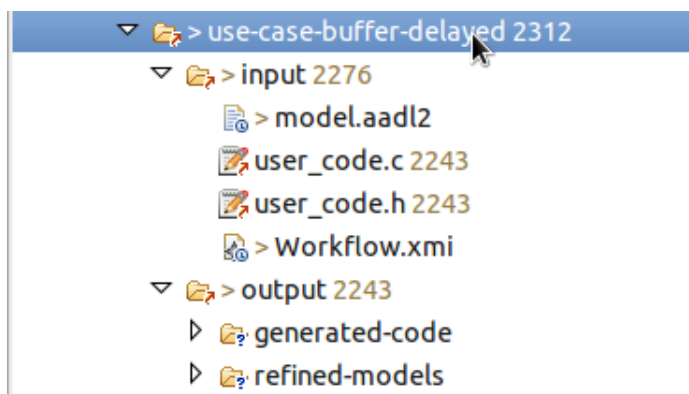 > use-case-buffer-delayed 2312
> input 2276
> model.aadl2
user_code.c 2243
user_code.h 2243
> Workflow.xmi
> output 2243
generated-code
refined-models